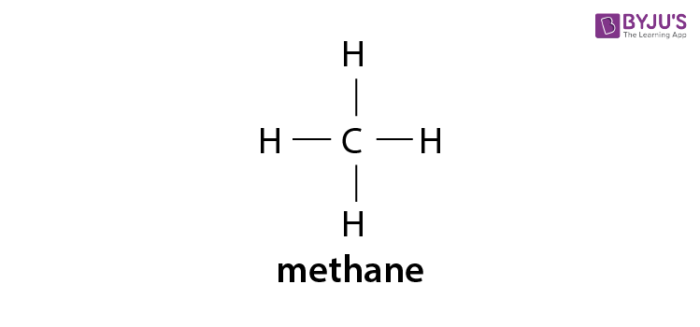 BYJU'S
The Learning App
H
H — C — H
H
methane